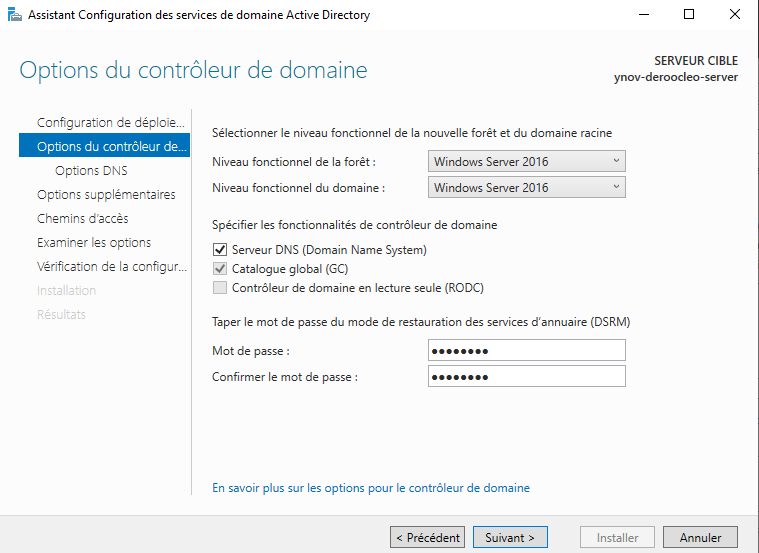 Assistant Configuration des services de domaine Active Directory
Options du contrôleur de domaine
SERVEUR CIBLE
ynov-deroocleo-server
Configuration de déploie...
Options du contrôleur de...
Options DNS
Options supplémentaires
Chemins d'accès
Examiner les options
Vérification de la configur...
Installation
Résultats
Sélectionner le niveau fonctionnel de la nouvelle forêt et du domaine racine
Niveau fonctionnel de la forêt : Windows Server 2016
Niveau fonctionnel du domaine : Windows Server 2016
Spécifier les fonctionnalités de contrôleur de domaine
Serveur DNS (Domain Name System)
Catalogue global (GC)
Contrôleur de domaine en lecture seule (RODC)
Taper le mot de passe du mode de restauration des services d'annuaire (DSRM)
Mot de passe : ●●●●●●●●
Confirmer le mot de passe : ●●●●●●●●
En savoir plus sur les options pour le contrôleur de domaine
< Précédent Suivant > Installer Annuler